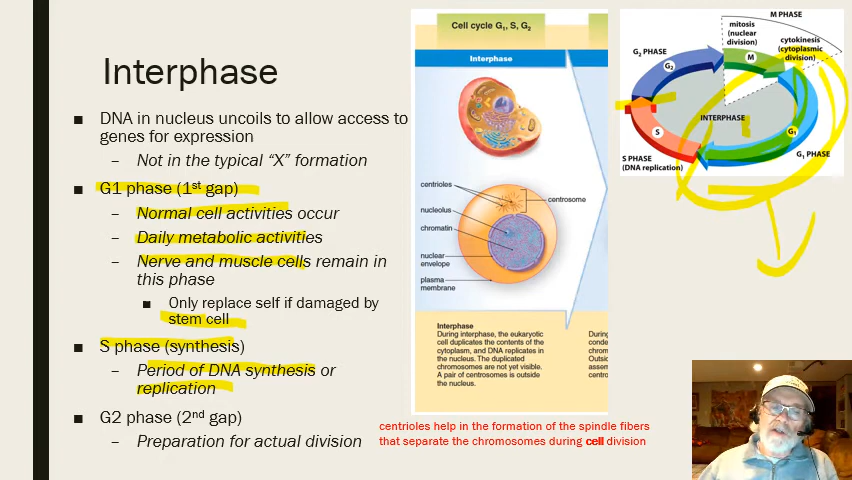 Interphase
DNA in nucleus uncoils to allow access to
genes for expression
Not in the typical “X” formation
G1 phase (1st gap)
Normal cell activities occur
Daily metabolic activities
Nerve and muscle cells remain in
this phase
Only replace self if damaged by
stem cell
S phase (synthesis)
Period of DNA synthesis or
replication
G2 phase (2nd gap)
Preparation for actual division
Cell cycle G1, S, G2
Interphase
centrioles
centrosome
nucleolus
chromatin
nuclear
envelope
plasma
membrane
Interphase
During interphase, the eukaryotic
cell duplicates the contents of the
cytoplasm, and DNA replicates in
the nucleus. The duplicated
chromosomes are not yet visible.
A pair of centrosomes is outside
the nucleus.
centrioles help in the formation of the spindle fibers
that separate the chromosomes during cell division
M PHASE
mitosis
(nuclear
division)
cytokinesis
(cytoplasmic
division)
G2 PHASE
G2
M
INTERPHASE
S
G1
G1 PHASE
S PHASE
(DNA replication)